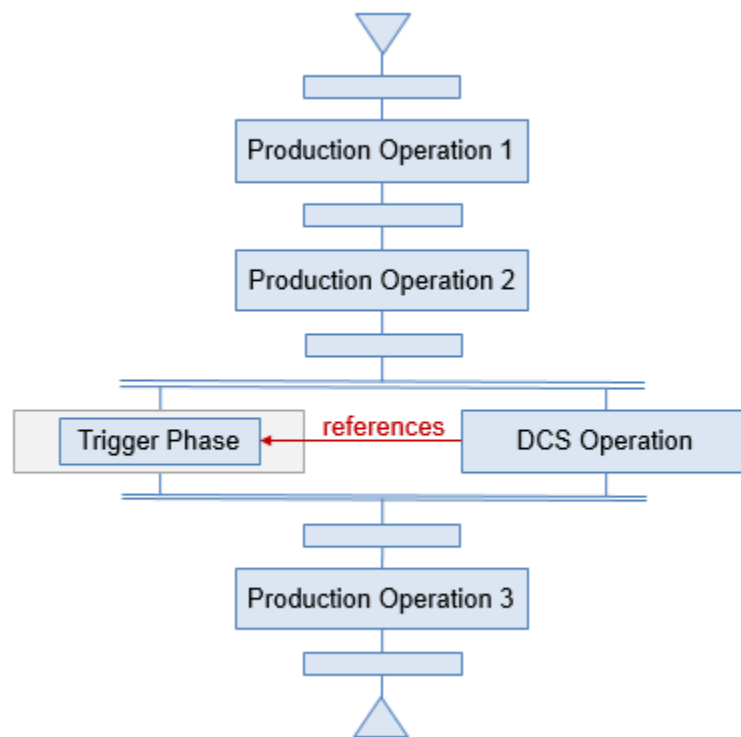 Production Operation 1
Production Operation 2
Trigger Phase
references
DCS Operation
Production Operation 3